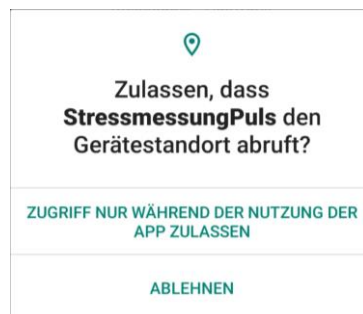 Zulassen, dass
StressmessungPuls den
Gerätestandort abruft?
ZUGRIFF NUR WÄHREND DER NUTZUNG DER
APP ZULASSEN
ABLEHNEN